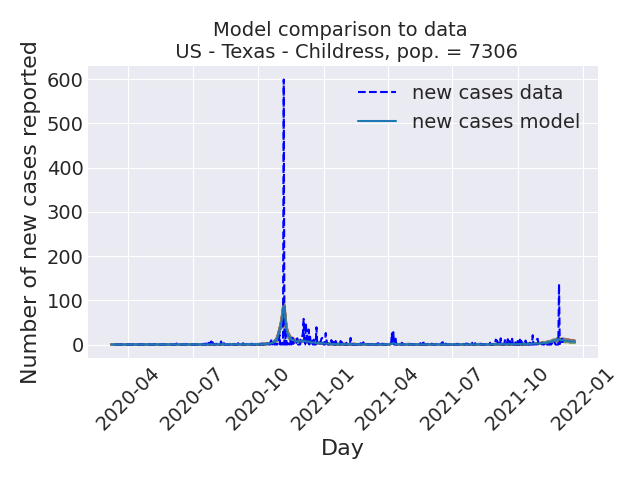 Model comparison to data
US - Texas - Childress, pop. = 7306
Number of new cases reported
600
500
400
300
200
100
0
new cases data
new cases model
2020-04
2020-07
2020-10
2021-01
2021-04
2021-07
2021-10
2022-01
Day